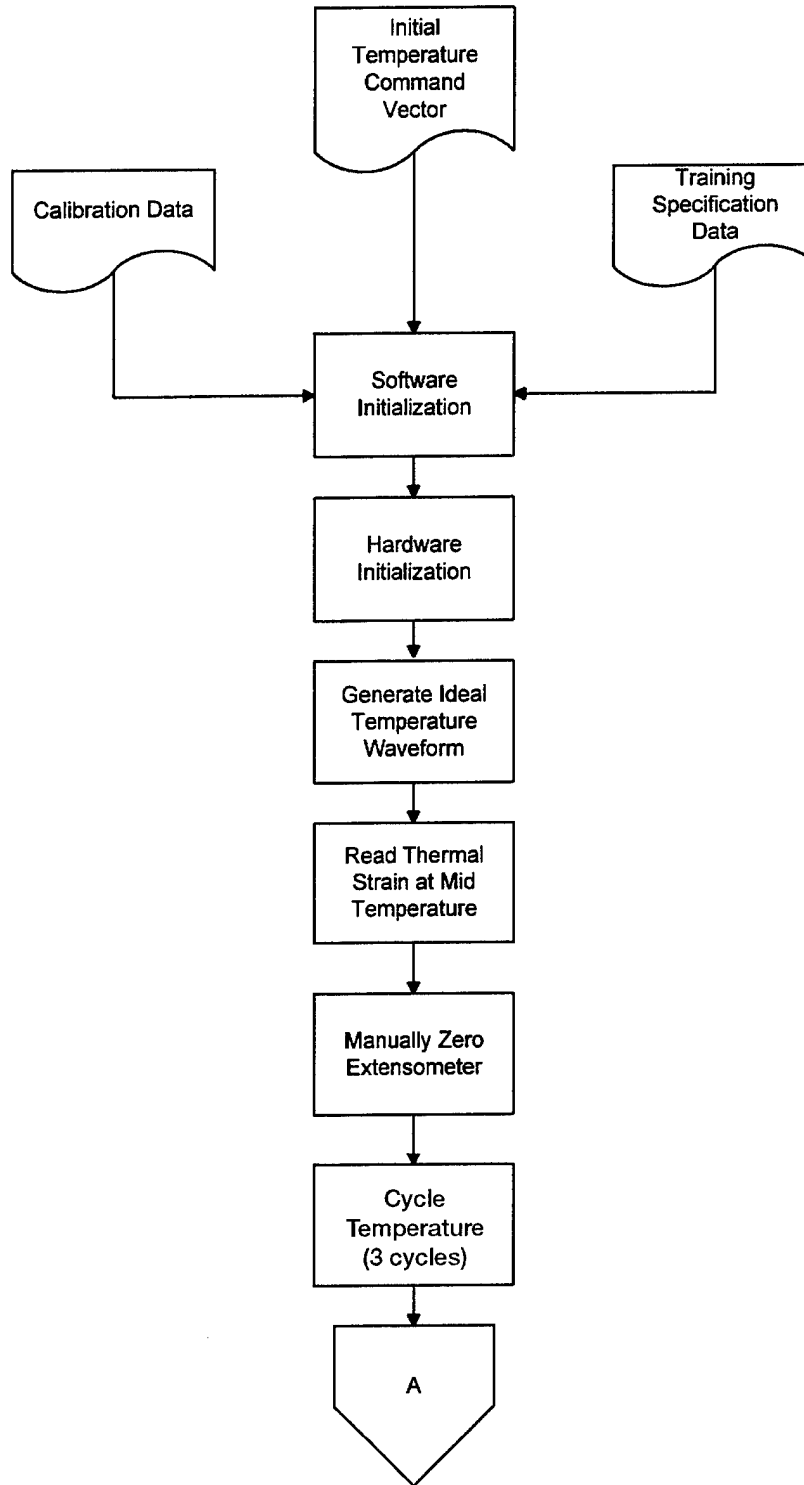 Initial
Temperature
Command
Vector
Calibration Data
Training
Specification
Data
Software
Initialization
Hardware
Initialization
Generate Ideal
Temperature
Waveform
Read Thermal
Strain at Mid
Temperature
Manually Zero
Extensometer
Cycle
Temperature
(3 cycles)
A